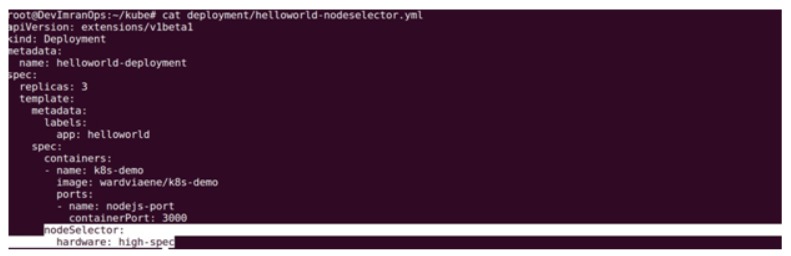 root@DevImranOps:~/kube# cat deployment/helloworld-nodeselector.yml
apiVersion: extensions/v1beta1
kind: Deployment
metadata:
  name: helloworld-deployment
spec:
  replicas: 3
  template:
    metadata:
      labels:
        app: helloworld
    spec:
      containers:
      - name: k8s-demo
        image: wardviaene/k8s-demo
        ports:
        - name: nodejs-port
          containerPort: 3000
      nodeSelector:
        hardware: high-spec